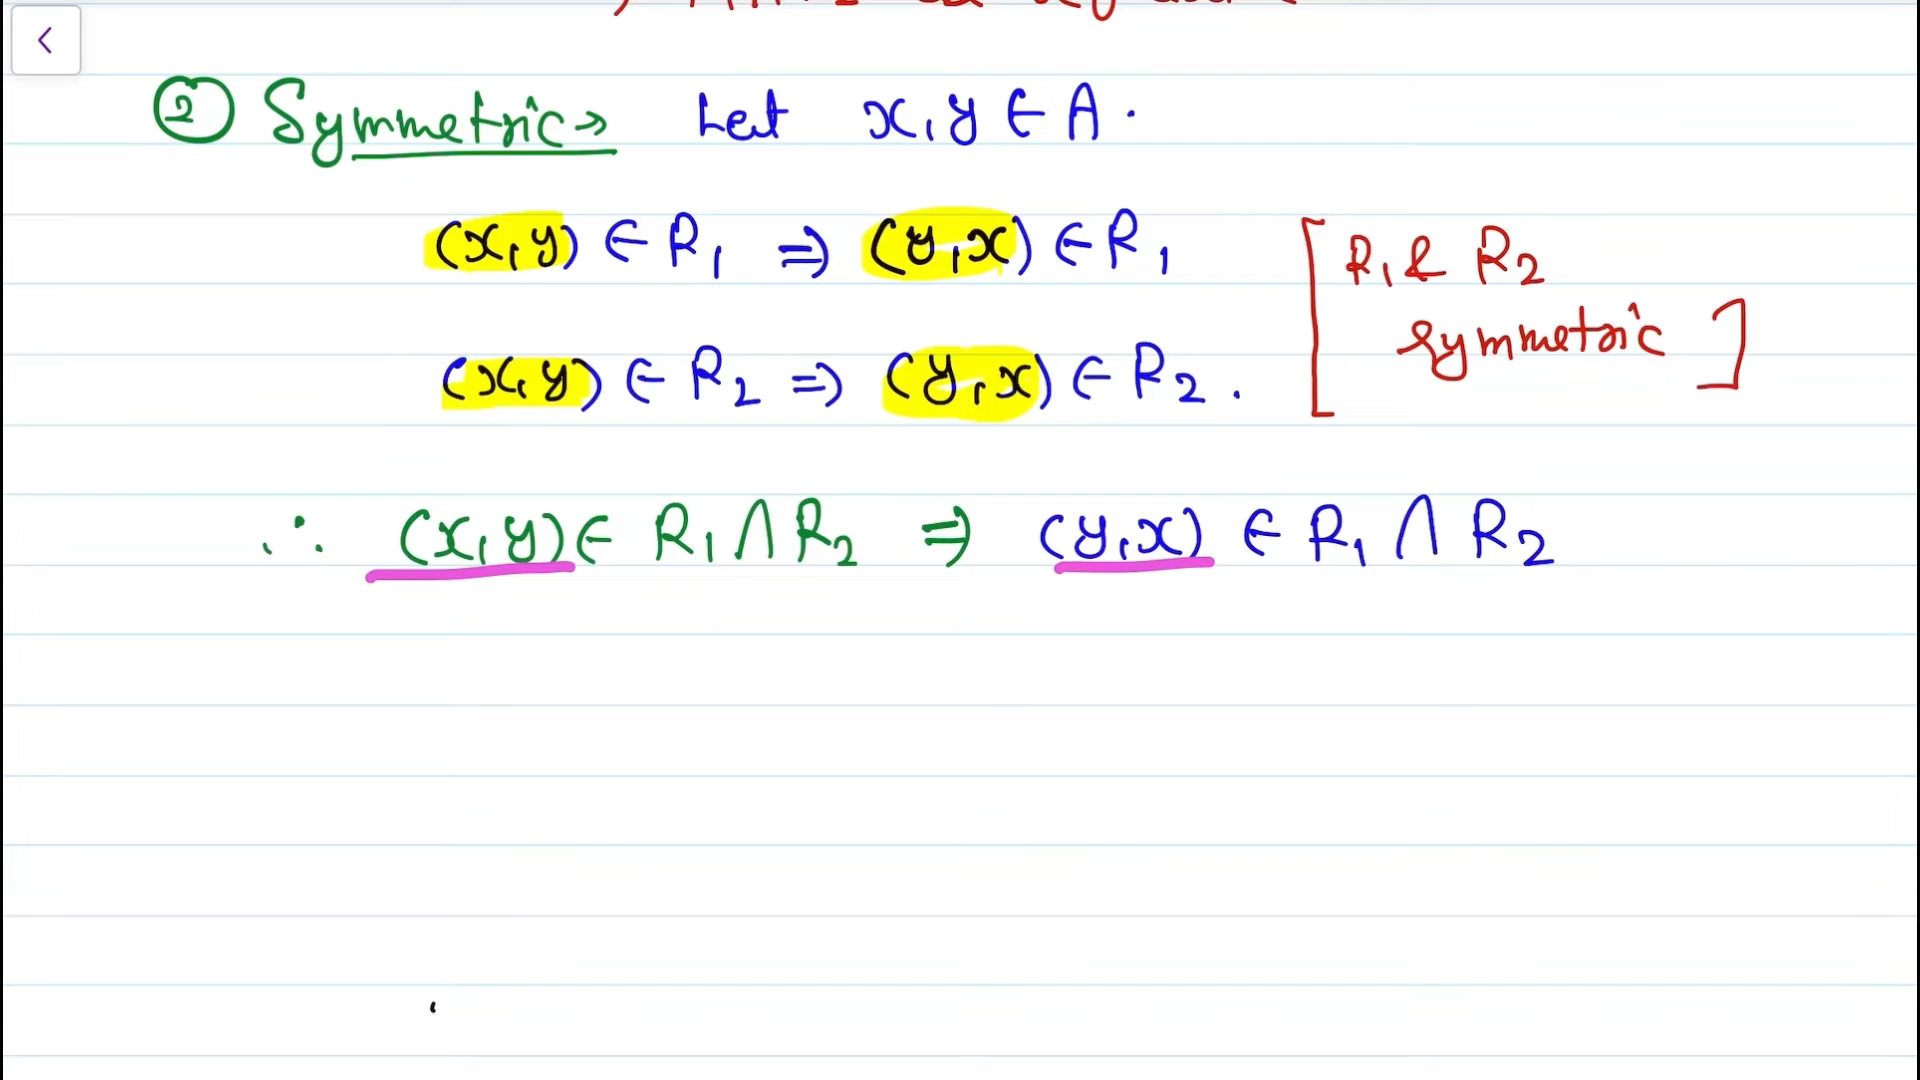 ② Symmetric → Let x, y ∈ A .
(x, y) ∈ R₁ ⇒ (y, x) ∈ R₁ [ R₁ & R₂
symmetric ]
(x, y) ∈ R₂ ⇒ (y, x) ∈ R₂ .
∴ (x, y) ∈ R₁ ∩ R₂ ⇒ (y, x) ∈ R₁ ∩ R₂